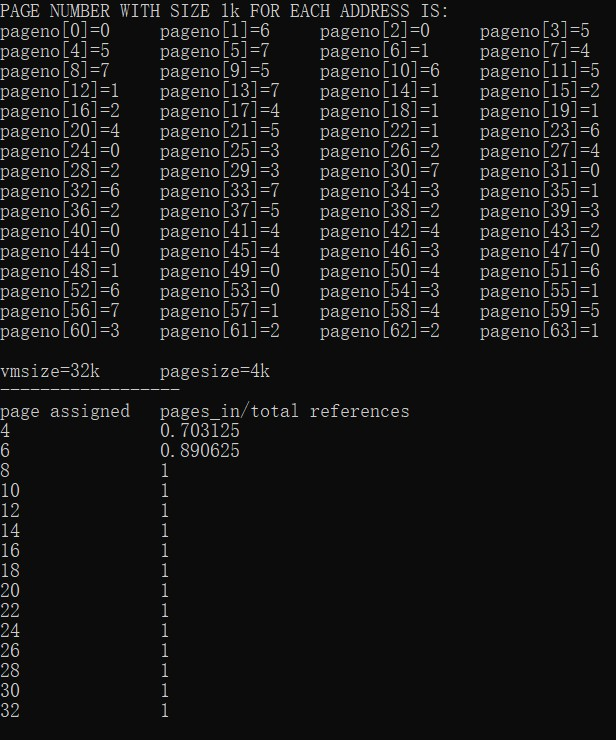 PAGE NUMBER WITH SIZE 1k FOR EACH ADDRESS IS:
pageno[0]=0 pageno[1]=6 pageno[2]=0 pageno[3]=5
pageno[4]=5 pageno[5]=7 pageno[6]=1 pageno[7]=4
pageno[8]=7 pageno[9]=5 pageno[10]=6 pageno[11]=5
pageno[12]=1 pageno[13]=7 pageno[14]=1 pageno[15]=2
pageno[16]=2 pageno[17]=4 pageno[18]=1 pageno[19]=1
pageno[20]=4 pageno[21]=5 pageno[22]=1 pageno[23]=6
pageno[24]=0 pageno[25]=3 pageno[26]=2 pageno[27]=4
pageno[28]=2 pageno[29]=3 pageno[30]=7 pageno[31]=0
pageno[32]=6 pageno[33]=7 pageno[34]=3 pageno[35]=1
pageno[36]=2 pageno[37]=5 pageno[38]=2 pageno[39]=3
pageno[40]=0 pageno[41]=4 pageno[42]=4 pageno[43]=2
pageno[44]=0 pageno[45]=4 pageno[46]=3 pageno[47]=0
pageno[48]=1 pageno[49]=0 pageno[50]=4 pageno[51]=6
pageno[52]=6 pageno[53]=0 pageno[54]=3 pageno[55]=1
pageno[56]=7 pageno[57]=1 pageno[58]=4 pageno[59]=5
pageno[60]=3 pageno[61]=2 pageno[62]=2 pageno[63]=1
vmsize=32k pagesize=4k
------------------
page assigned pages_in/total references
4 0.703125
6 0.890625
8 1
10 1
12 1
14 1
16 1
18 1
20 1
22 1
24 1
26 1
28 1
30 1
32 1